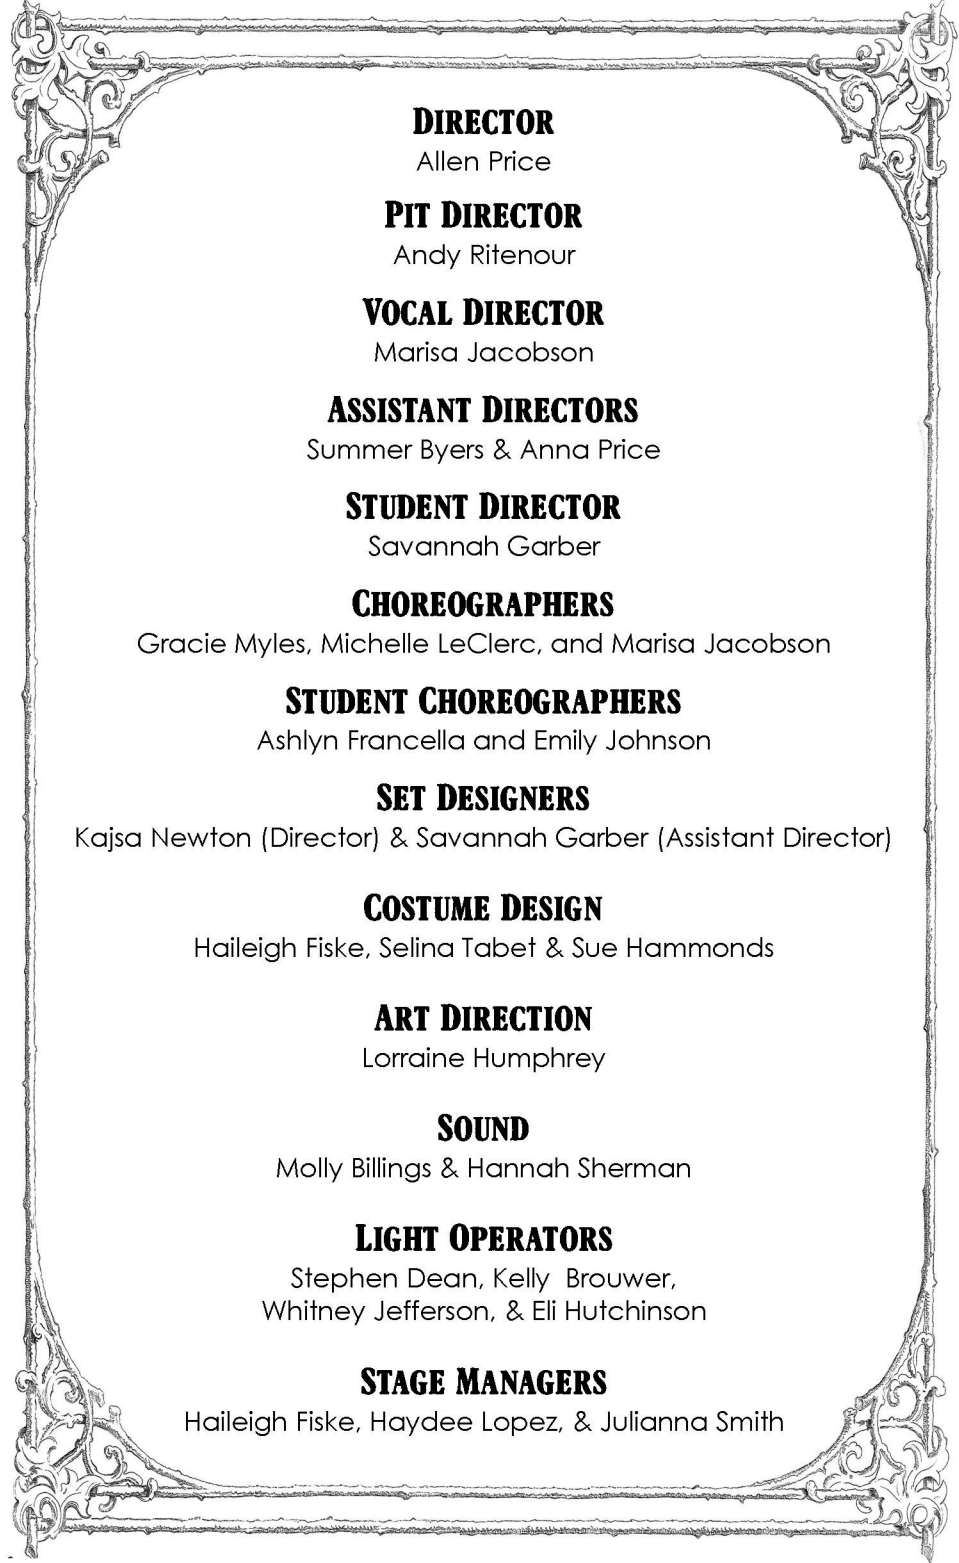 DIRECTOR
Allen Price
PIT DIRECTOR
Andy Ritenour
VOCAL DIRECTOR
Marisa Jacobson
ASSISTANT DIRECTORS
Summer Byers & Anna Price
STUDENT DIRECTOR
Savannah Garber
CHOREOGRAPHERS
Gracie Myles, Michelle LeClerc, and Marisa Jacobson
STUDENT CHOREOGRAPHERS
Ashlyn Francella and Emily Johnson
SET DESIGNERS
Kajsa Newton (Director) & Savannah Garber (Assistant Director)
COSTUME DESIGN
Haileigh Fiske, Selina Tabet & Sue Hammonds
ART DIRECTION
Lorraine Humphrey
SOUND
Molly Billings & Hannah Sherman
LIGHT OPERATORS
Stephen Dean, Kelly Brouwer,
Whitney Jefferson, & Eli Hutchinson
STAGE MANAGERS
Haileigh Fiske, Haydee Lopez, & Julianna Smith